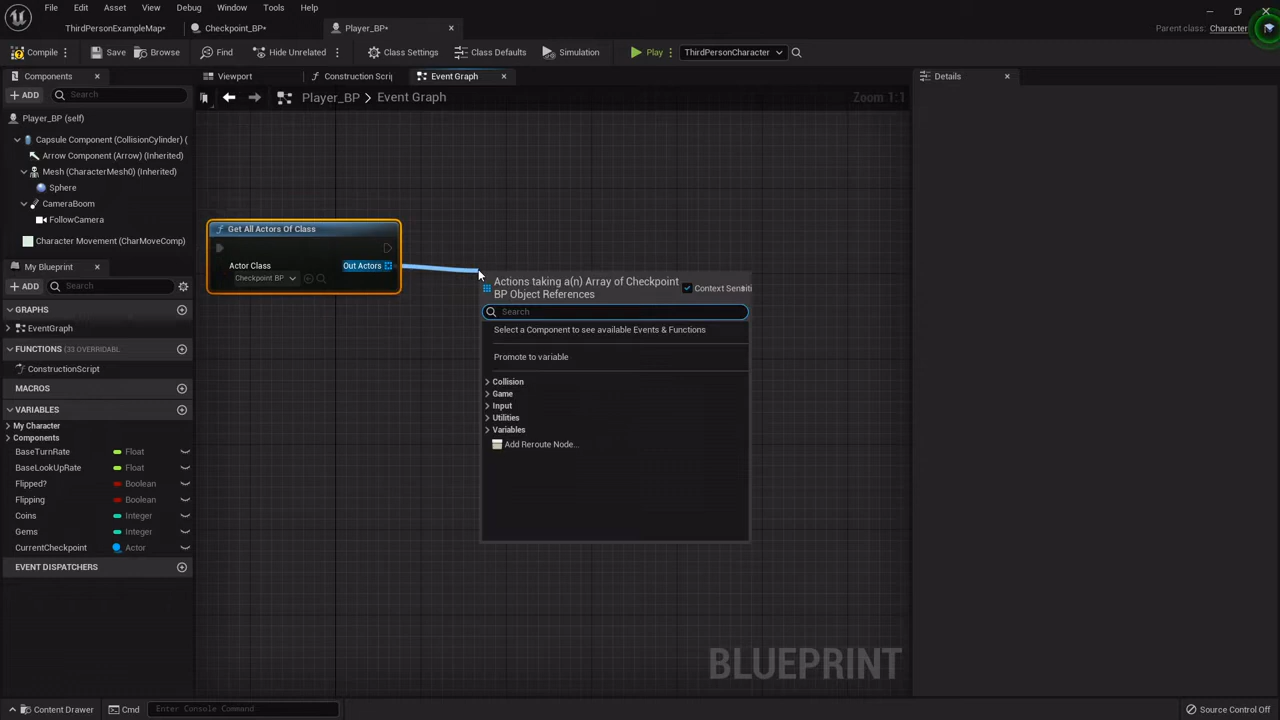 File Edit Asset View Debug Window Tools Help
ThirdPersonExampleMap• Checkpoint_BP• Player_BP•
Parent class: Character
Compile Save Browse Find Hide Unrelated Class Settings Class Defaults Simulation Play ThirdPersonCharacter
Components Viewport Construction Scrip Event Graph Details
ADD Search Player_BP > Event Graph Zoom 1:1
Player_BP (self)
Capsule Component (CollisionCylinder) (
Arrow Component (Arrow) (Inherited)
Mesh (CharacterMesh0) (Inherited)
Sphere
CameraBoom
FollowCamera
Character Movement (CharMoveComp)
My Blueprint
ADD Search
GRAPHS
EventGraph
FUNCTIONS (33 OVERRIDABL
ConstructionScript
MACROS
VARIABLES
My Character
Components
BaseTurnRate Float
BaseLookUpRate Float
Flipped? Boolean
Flipping Boolean
Coins Integer
Gems Integer
CurrentCheckpoint Actor
EVENT DISPATCHERS
f Get All Actors Of Class
Actor Class Out Actors
Checkpoint BP
Actions taking a(n) Array of Checkpoint
BP Object References
Context Sensiti
Search
Select a Component to see available Events & Functions
Promote to variable
Collision
Game
Input
Utilities
Variables
Add Reroute Node...
BLUEPRINT
Content Drawer Cmd Enter Console Command Source Control Off